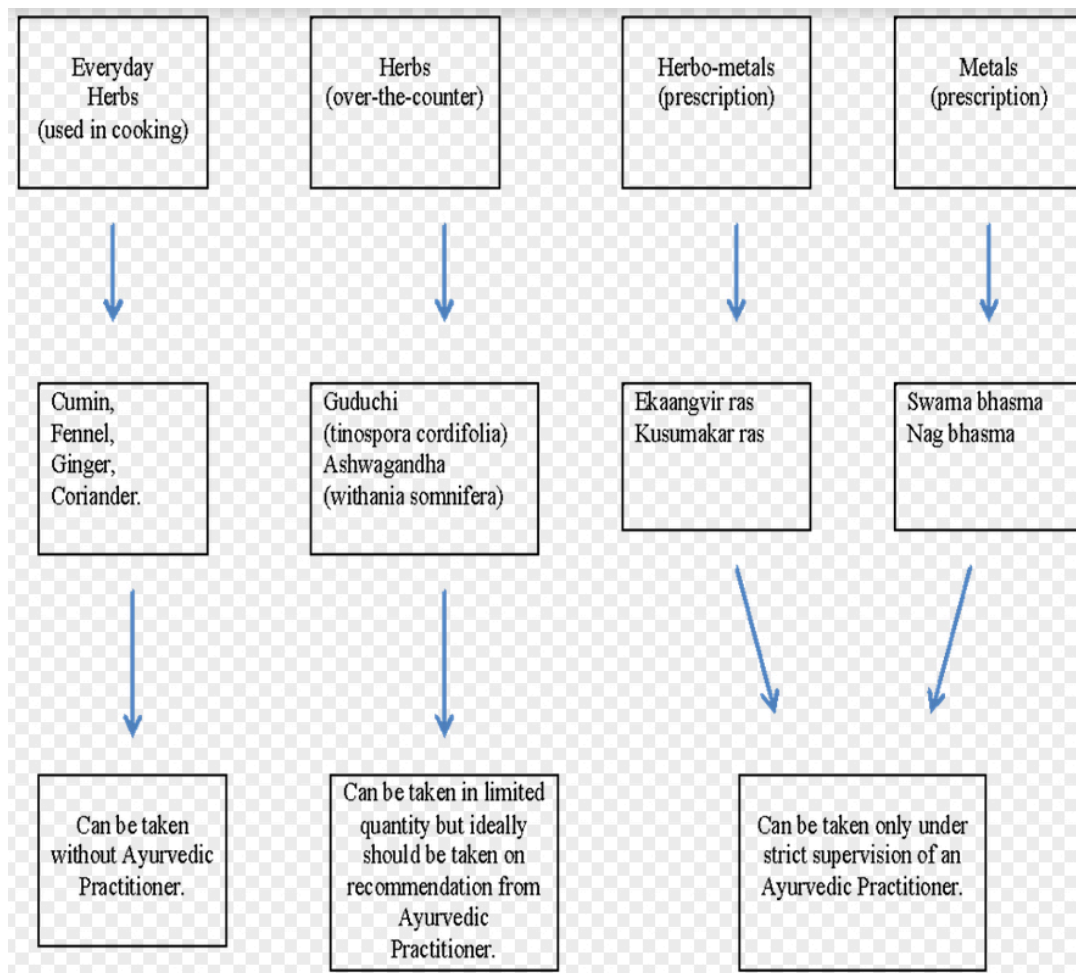 Everyday
Herbs
(used in cooking)
Herbs
(over-the-counter)
Herbo-metals
(prescription)
Metals
(prescription)
Cumin,
Fennel,
Ginger,
Coriander.
Guduchi
(tinospora cordifolia)
Ashwagandha
(withania somnifera)
Ekaangvir ras
Kusumakar ras
Swarna bhasma
Nag bhasma
Can be taken
without Ayurvedic
Practitioner.
Can be taken in limited
quantity but ideally
should be taken on
recommendation from
Ayurvedic
Practitioner.
Can be taken only under
strict supervision of an
Ayurvedic Practitioner.